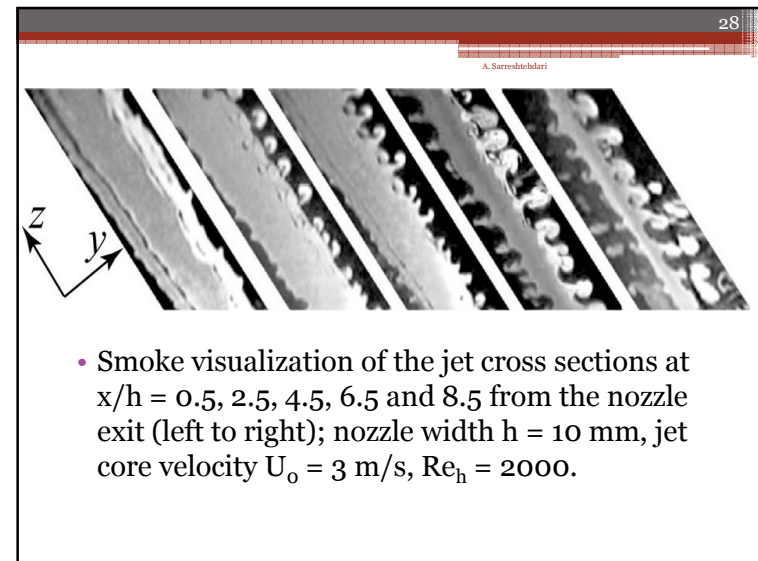 28
A. Sarreshtehdari
z
y
• Smoke visualization of the jet cross sections at
x/h = 0.5, 2.5, 4.5, 6.5 and 8.5 from the nozzle
exit (left to right); nozzle width h = 10 mm, jet
core velocity U₀ = 3 m/s, Reₕ = 2000.